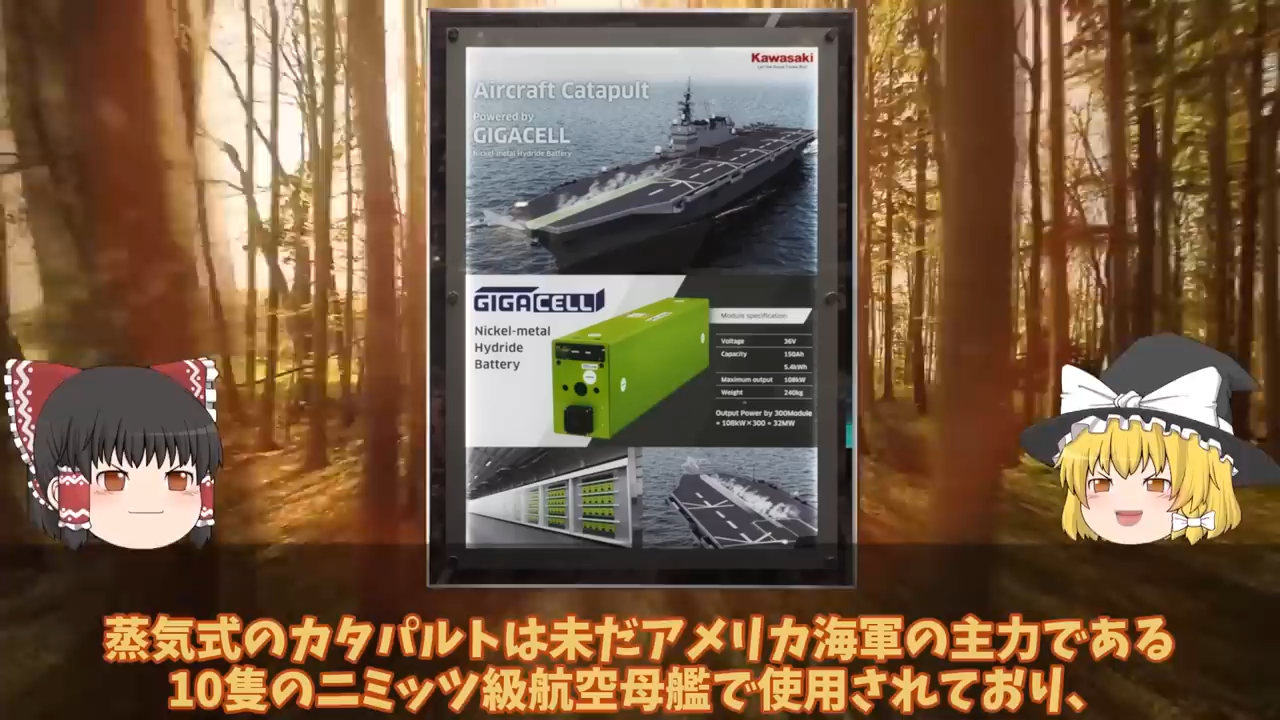 Kawasaki
Aircraft Catapult
Powered by
GIGACELL
Nickel-metal Hydride Battery
GIGACELL
Nickel-metal
Hydride
Battery
Module specification
Voltage 36V
Capacity 150Ah
5.4kWh
Maximum output 108kW
Weight 240kg
Output Power by 300Module
= 108kW×300 = 32MW
蒸気式のカタパルトは未だアメリカ海軍の主力である
10隻のニミッツ級航空母艦で使用されており、